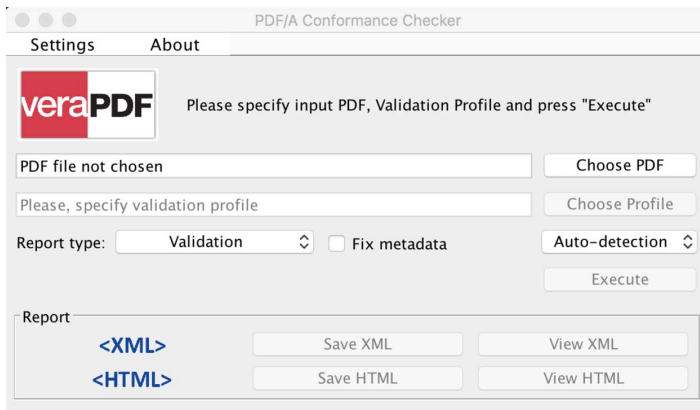 PDF/A Conformance Checker
Settings About
veraPDF
Please specify input PDF, Validation Profile and press "Execute"
PDF file not chosen Choose PDF
Please, specify validation profile Choose Profile
Report type: Validation Fix metadata Auto-detection
Execute
Report
<XML> Save XML View XML
<HTML> Save HTML View HTML